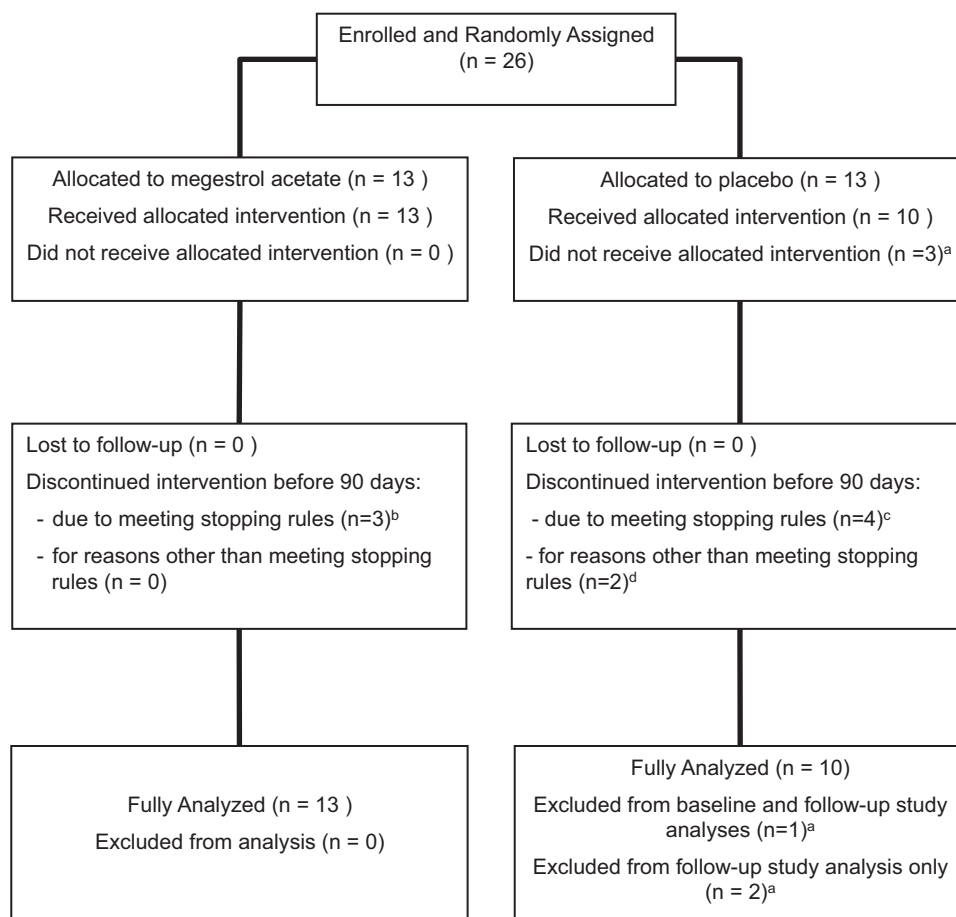 Enrolled and Randomly Assigned
(n = 26)
Allocated to megestrol acetate (n = 13 )
Received allocated intervention (n = 13 )
Did not receive allocated intervention (n = 0 )
Allocated to placebo (n = 13 )
Received allocated intervention (n = 10 )
Did not receive allocated intervention (n =3)ᵃ
Lost to follow-up (n = 0 )
Discontinued intervention before 90 days:
- due to meeting stopping rules (n=3)ᵇ
- for reasons other than meeting stopping
rules (n = 0)
Lost to follow-up (n = 0 )
Discontinued intervention before 90 days:
- due to meeting stopping rules (n=4)ᶜ
- for reasons other than meeting stopping
rules (n=2)ᵈ
Fully Analyzed (n = 13 )
Excluded from analysis (n = 0)
Fully Analyzed (n = 10)
Excluded from baseline and follow-up study
analyses (n=1)ᵃ
Excluded from follow-up study analysis only
(n = 2)ᵃ